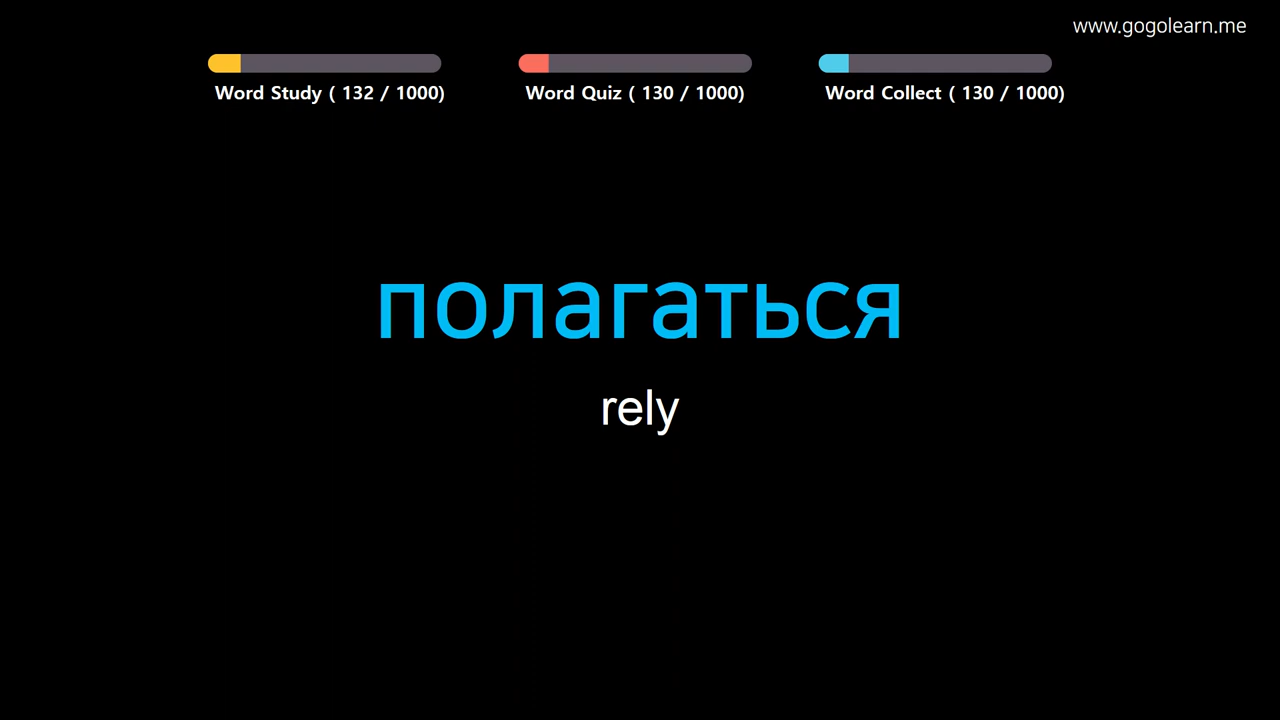 www.gogolearn.me
Word Study ( 132 / 1000)
Word Quiz ( 130 / 1000)
Word Collect ( 130 / 1000)
полагаться
rely